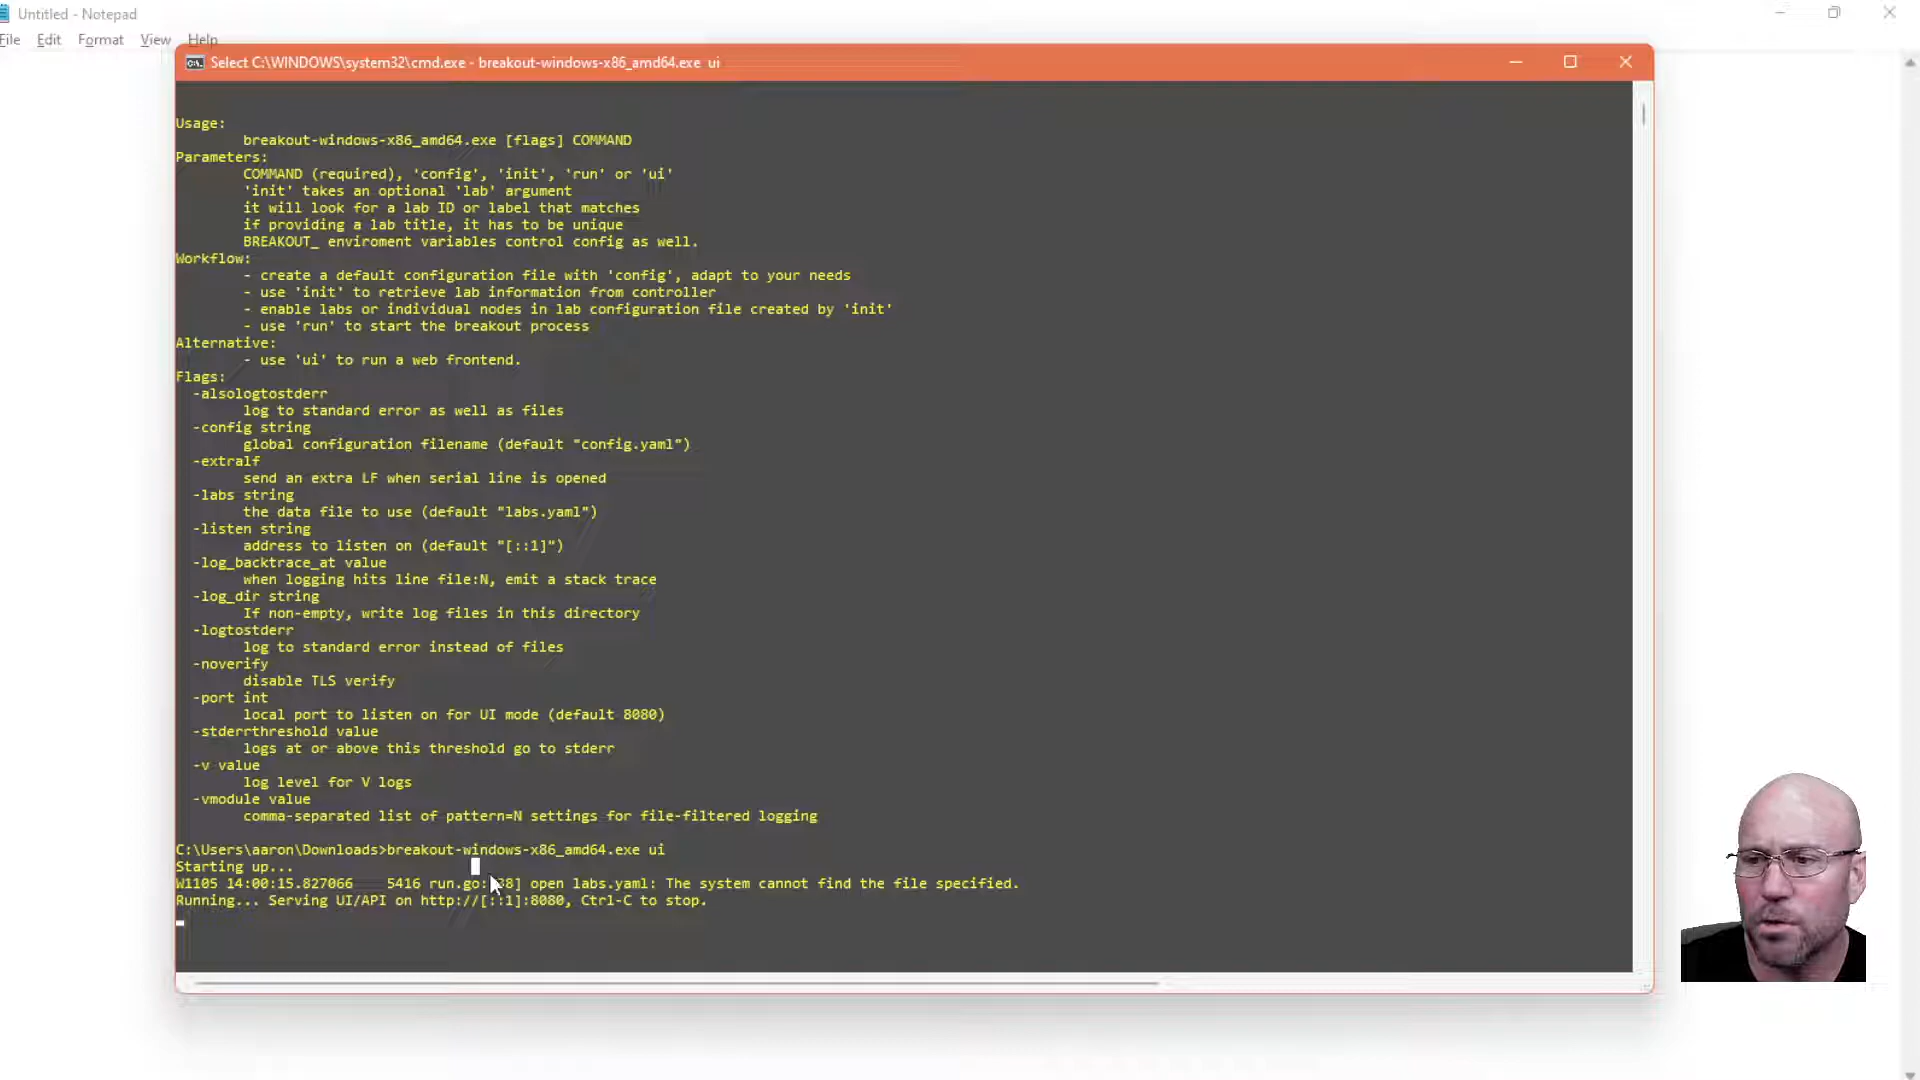 Untitled - Notepad
File Edit Format View Help
Select C:\WINDOWS\system32\cmd.exe - breakout-windows-x86_amd64.exe ui
Usage:
breakout-windows-x86_amd64.exe [flags] COMMAND
Parameters:
COMMAND (required), 'config', 'init', 'run' or 'ui'
'init' takes an optional 'lab' argument
it will look for a lab ID or label that matches
if providing a lab title, it has to be unique
BREAKOUT_ enviroment variables control config as well.
Workflow:
- create a default configuration file with 'config', adapt to your needs
- use 'init' to retrieve lab information from controller
- enable labs or individual nodes in lab configuration file created by 'init'
- use 'run' to start the breakout process
Alternative:
- use 'ui' to run a web frontend.
Flags:
-alsologtostderr
log to standard error as well as files
-config string
global configuration filename (default "config.yaml")
-extralf
send an extra LF when serial line is opened
-labs string
the data file to use (default "labs.yaml")
-listen string
address to listen on (default "[::1]")
-log_backtrace_at value
when logging hits line file:N, emit a stack trace
-log_dir string
If non-empty, write log files in this directory
-logtostderr
log to standard error instead of files
-noverify
disable TLS verify
-port int
local port to listen on for UI mode (default 8080)
-stderrthreshold value
logs at or above this threshold go to stderr
-v value
log level for V logs
-vmodule value
comma-separated list of pattern=N settings for file-filtered logging
C:\Users\aaron\Downloads>breakout-windows-x86_amd64.exe ui
Starting up...
W1105 14:00:15.827066 5416 open labs.yaml: The system cannot find the file specified.
Running... Serving UI/API on http://[::1]:8080, Ctrl-C to stop.